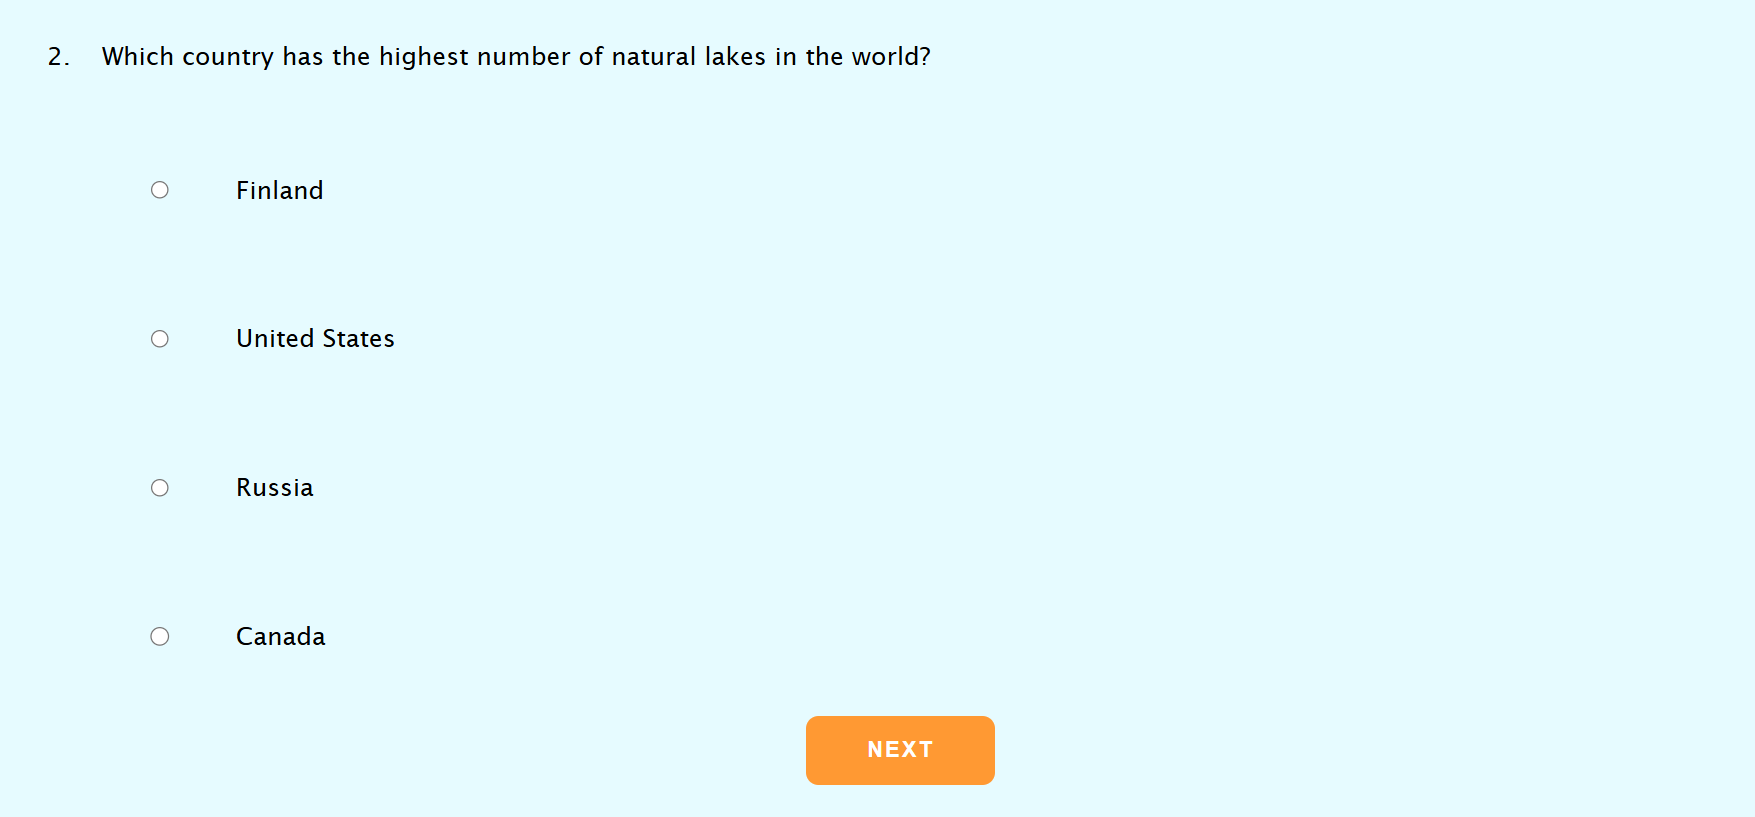 2. Which country has the highest number of natural lakes in the world?
Finland
United States
Russia
Canada
NEXT